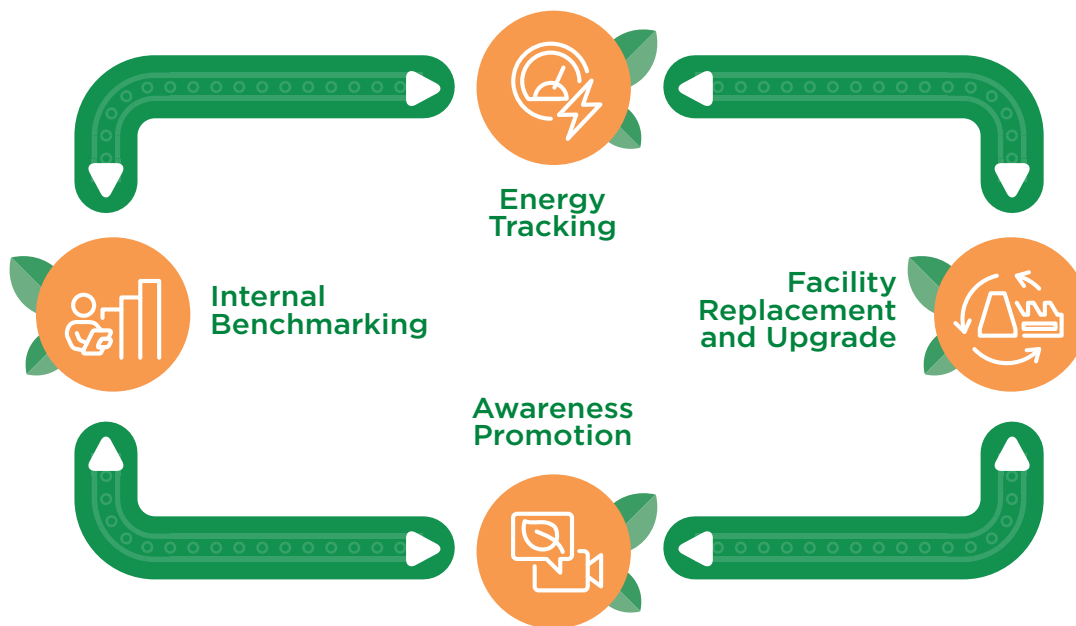 Energy
Tracking
Internal
Benchmarking
Facility
Replacement
and Upgrade
Awareness
Promotion